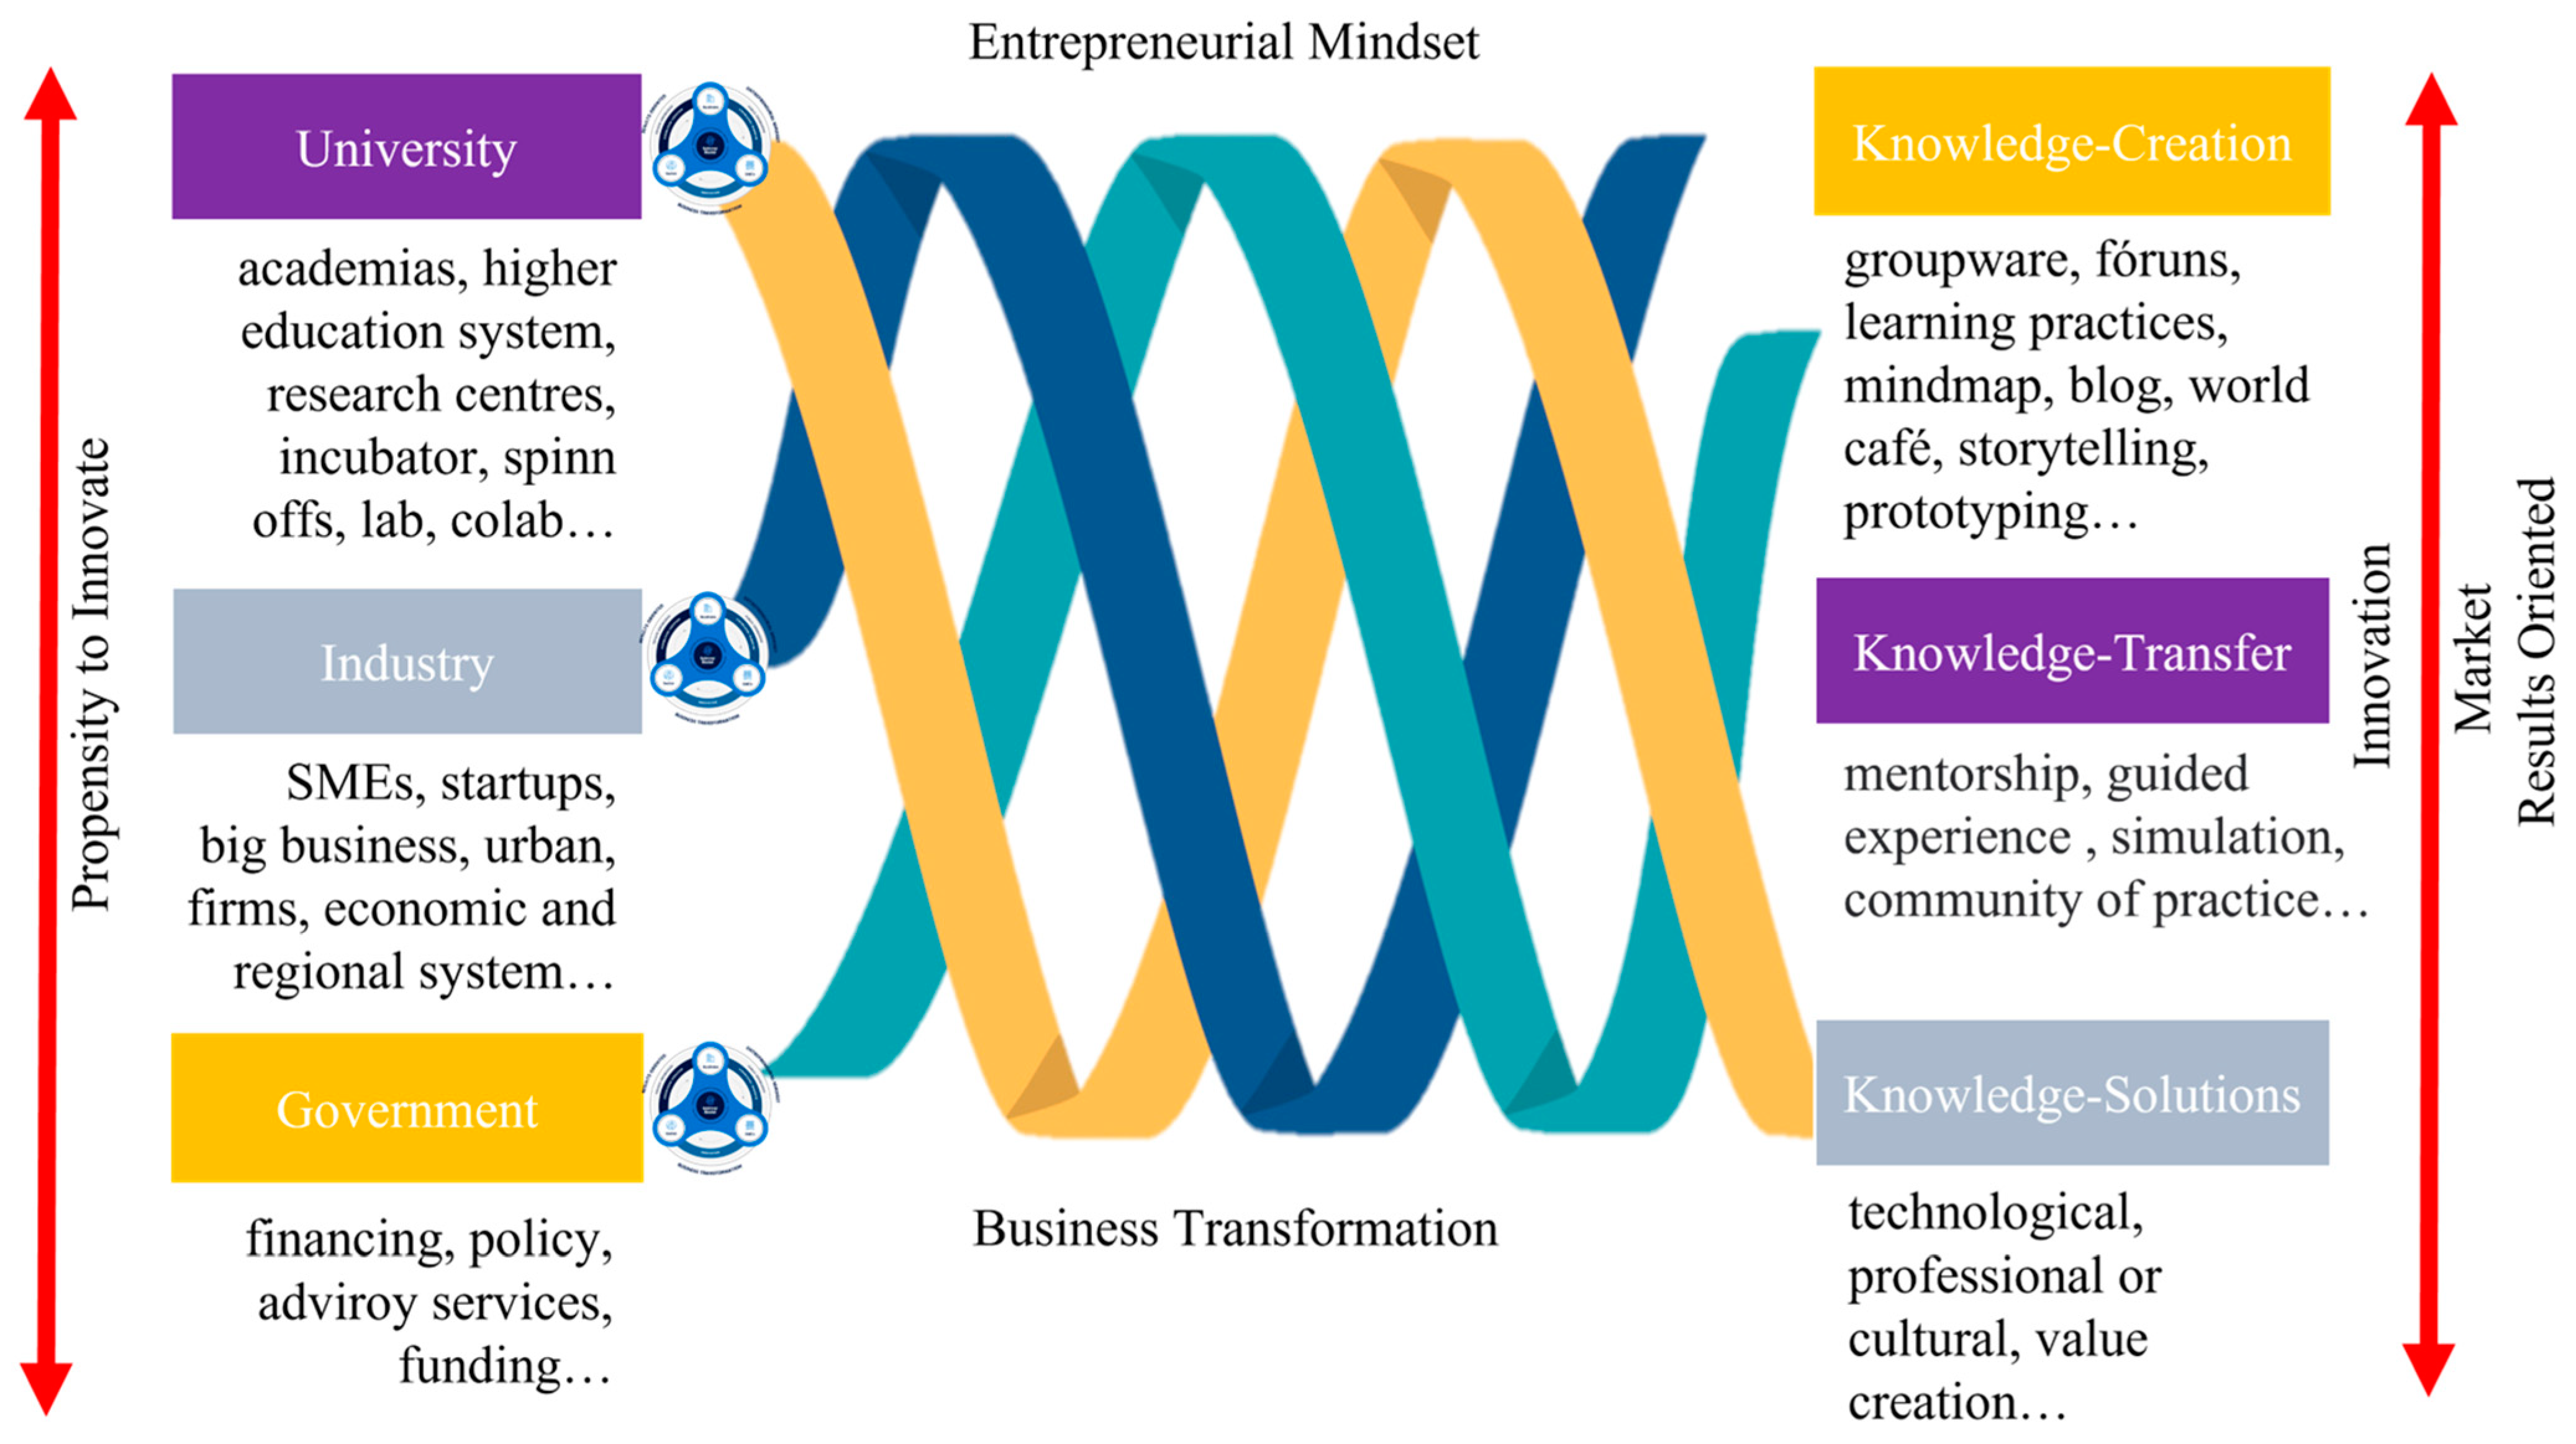 Entrepreneurial Mindset
Propensity to Innovate
University
academias, higher
education system,
research centres,
incubator, spinn
offs, lab, colab…
Industry
SMEs, startups,
big business, urban,
firms, economic and
regional system…
Government
financing, policy,
adviroy services,
funding…
Business Transformation
Knowledge-Creation
groupware, fóruns,
learning practices,
mindmap, blog, world
café, storytelling,
prototyping…
Knowledge-Transfer
mentorship, guided
experience , simulation,
community of practice…
Knowledge-Solutions
technological,
professional or
cultural, value
creation…
Innovation
Market
Results Oriented